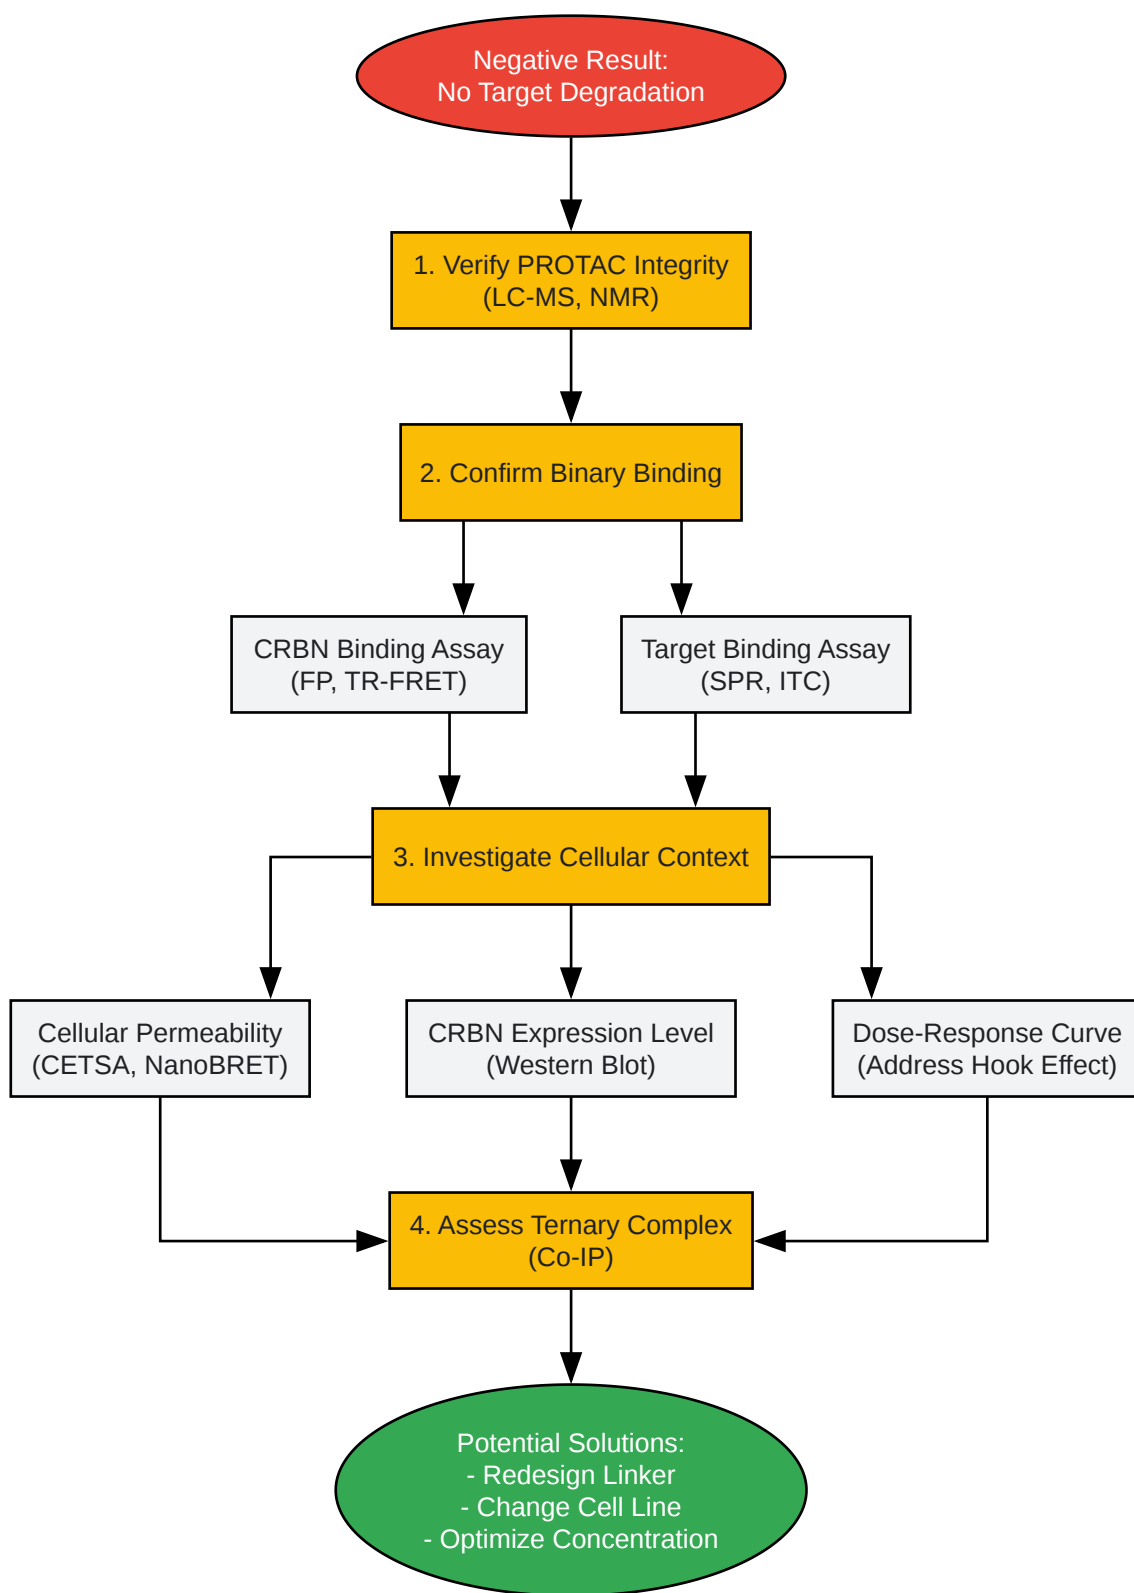 Negative Result:
No Target Degradation
1. Verify PROTAC Integrity
(LC-MS, NMR)
2. Confirm Binary Binding
CRBN Binding Assay
(FP, TR-FRET)
Target Binding Assay
(SPR, ITC)
3. Investigate Cellular Context
Cellular Permeability
(CETSA, NanoBRET)
CRBN Expression Level
(Western Blot)
Dose-Response Curve
(Address Hook Effect)
4. Assess Ternary Complex
(Co-IP)
Potential Solutions:
- Redesign Linker
- Change Cell Line
- Optimize Concentration